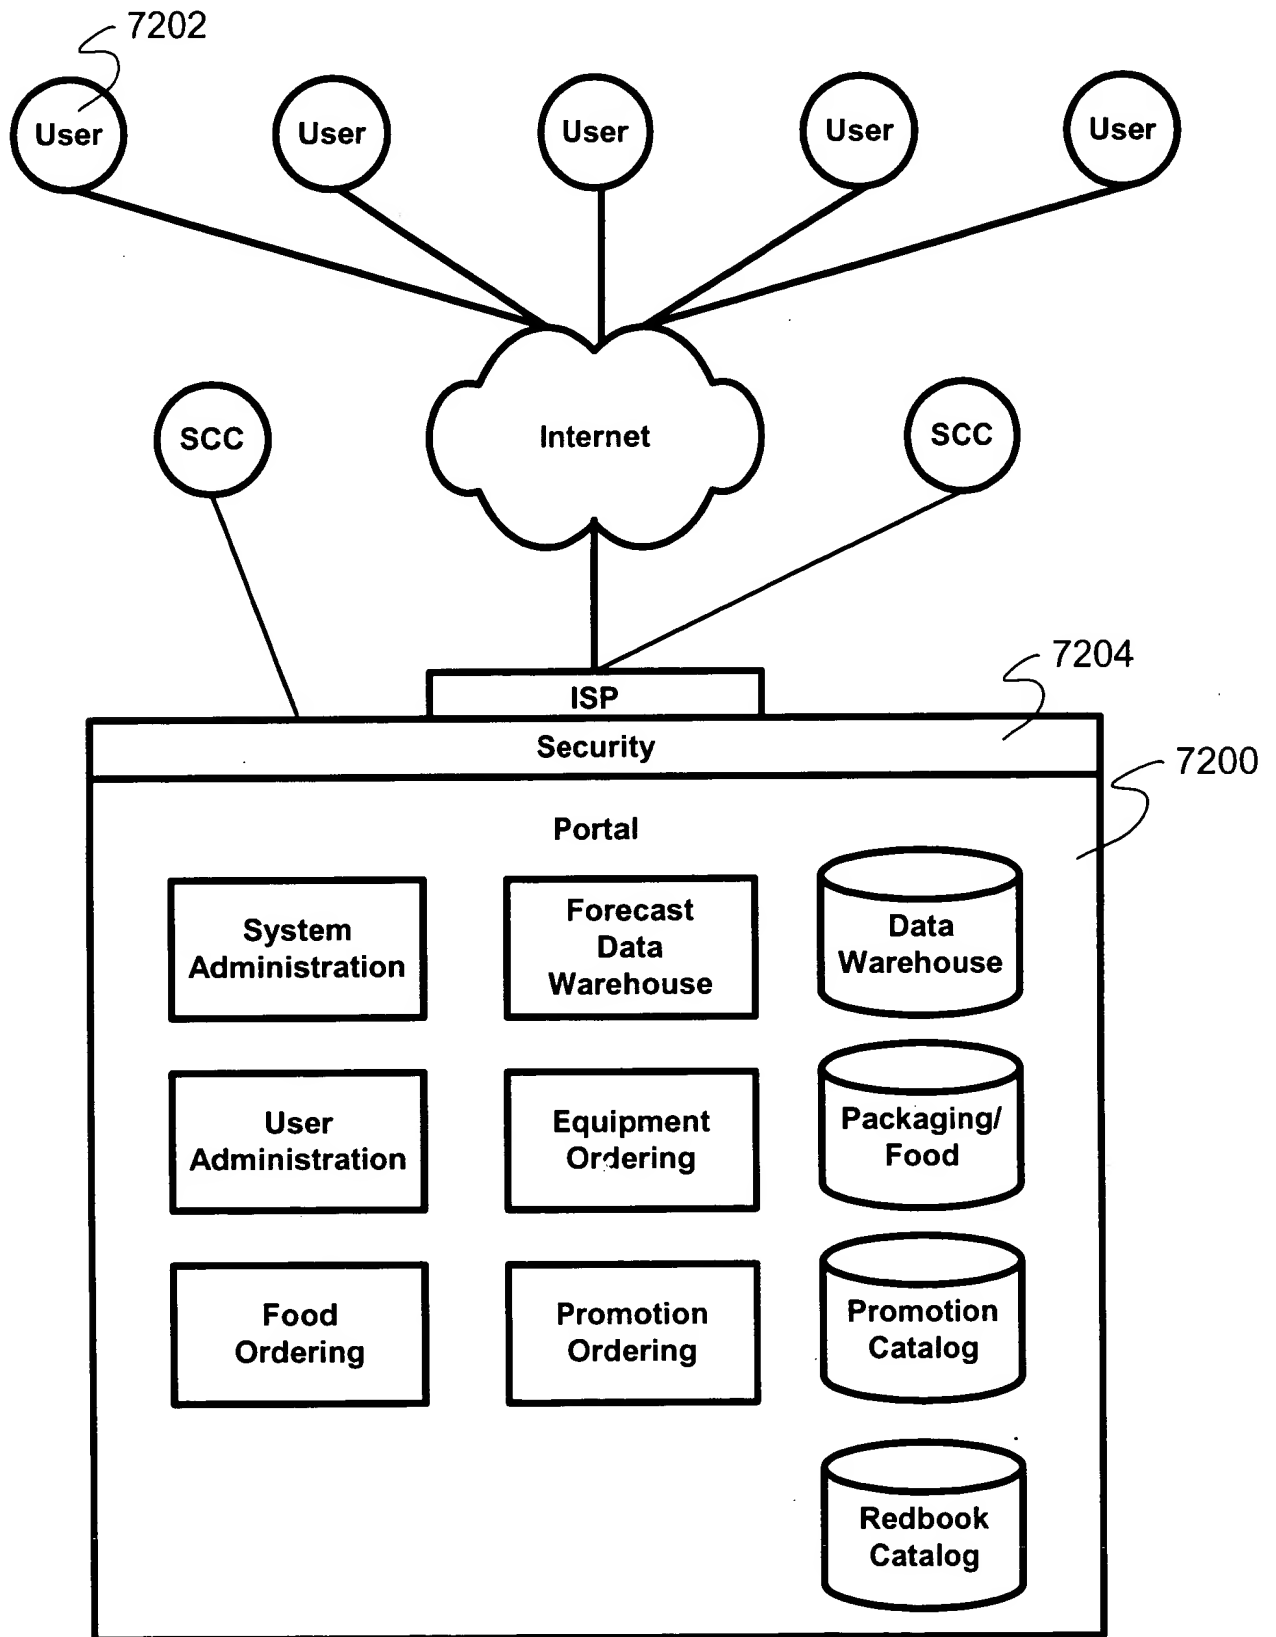 7202
User
User
User
User
User
SCC
Internet
SCC
7204
ISP
Security
7200
Portal
System
Administration
Forecast
Data
Warehouse
Data
Warehouse
User
Administration
Equipment
Ordering
Packaging/
Food
Food
Ordering
Promotion
Ordering
Promotion
Catalog
Redbook
Catalog